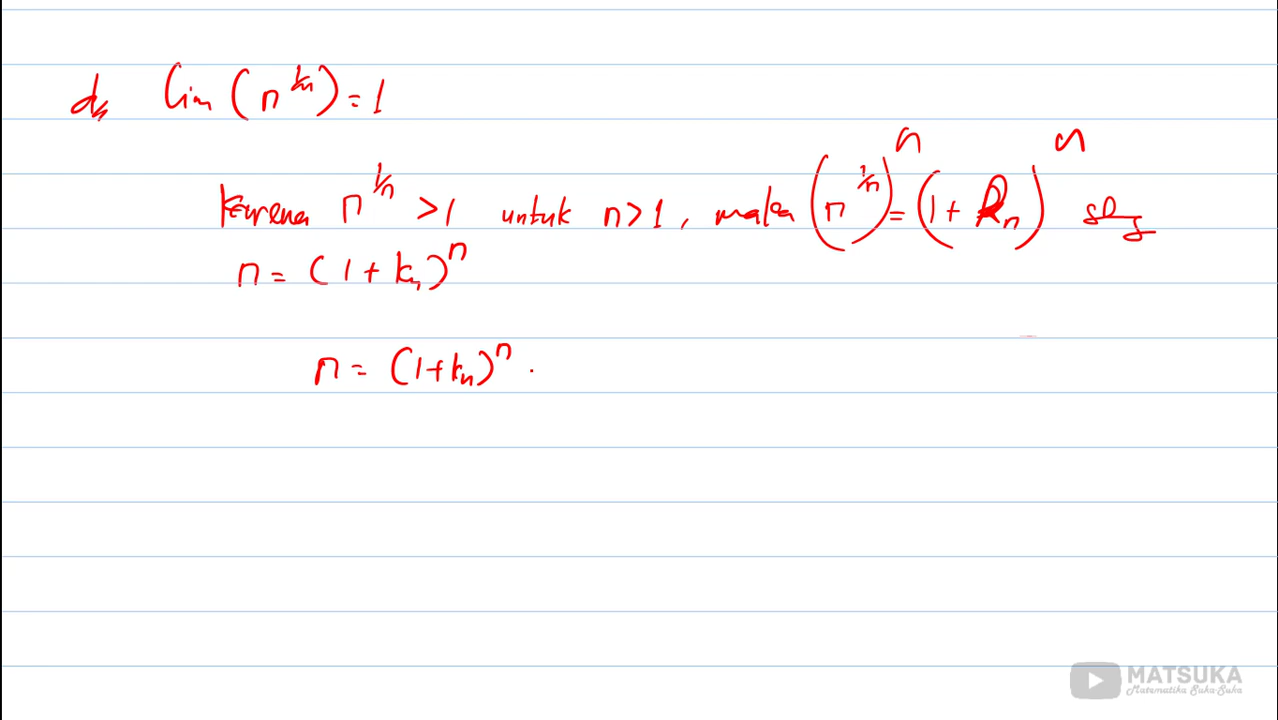 d) lim (n^{1/n}) = 1
Karena n^{1/n} > 1 untuk n > 1, maka (n^{1/n})^n = (1 + k_n)^n shg
n = (1 + k_n)^n
n = (1 + k_n)^n .
MATSUKA
Matematika Suka-Suka